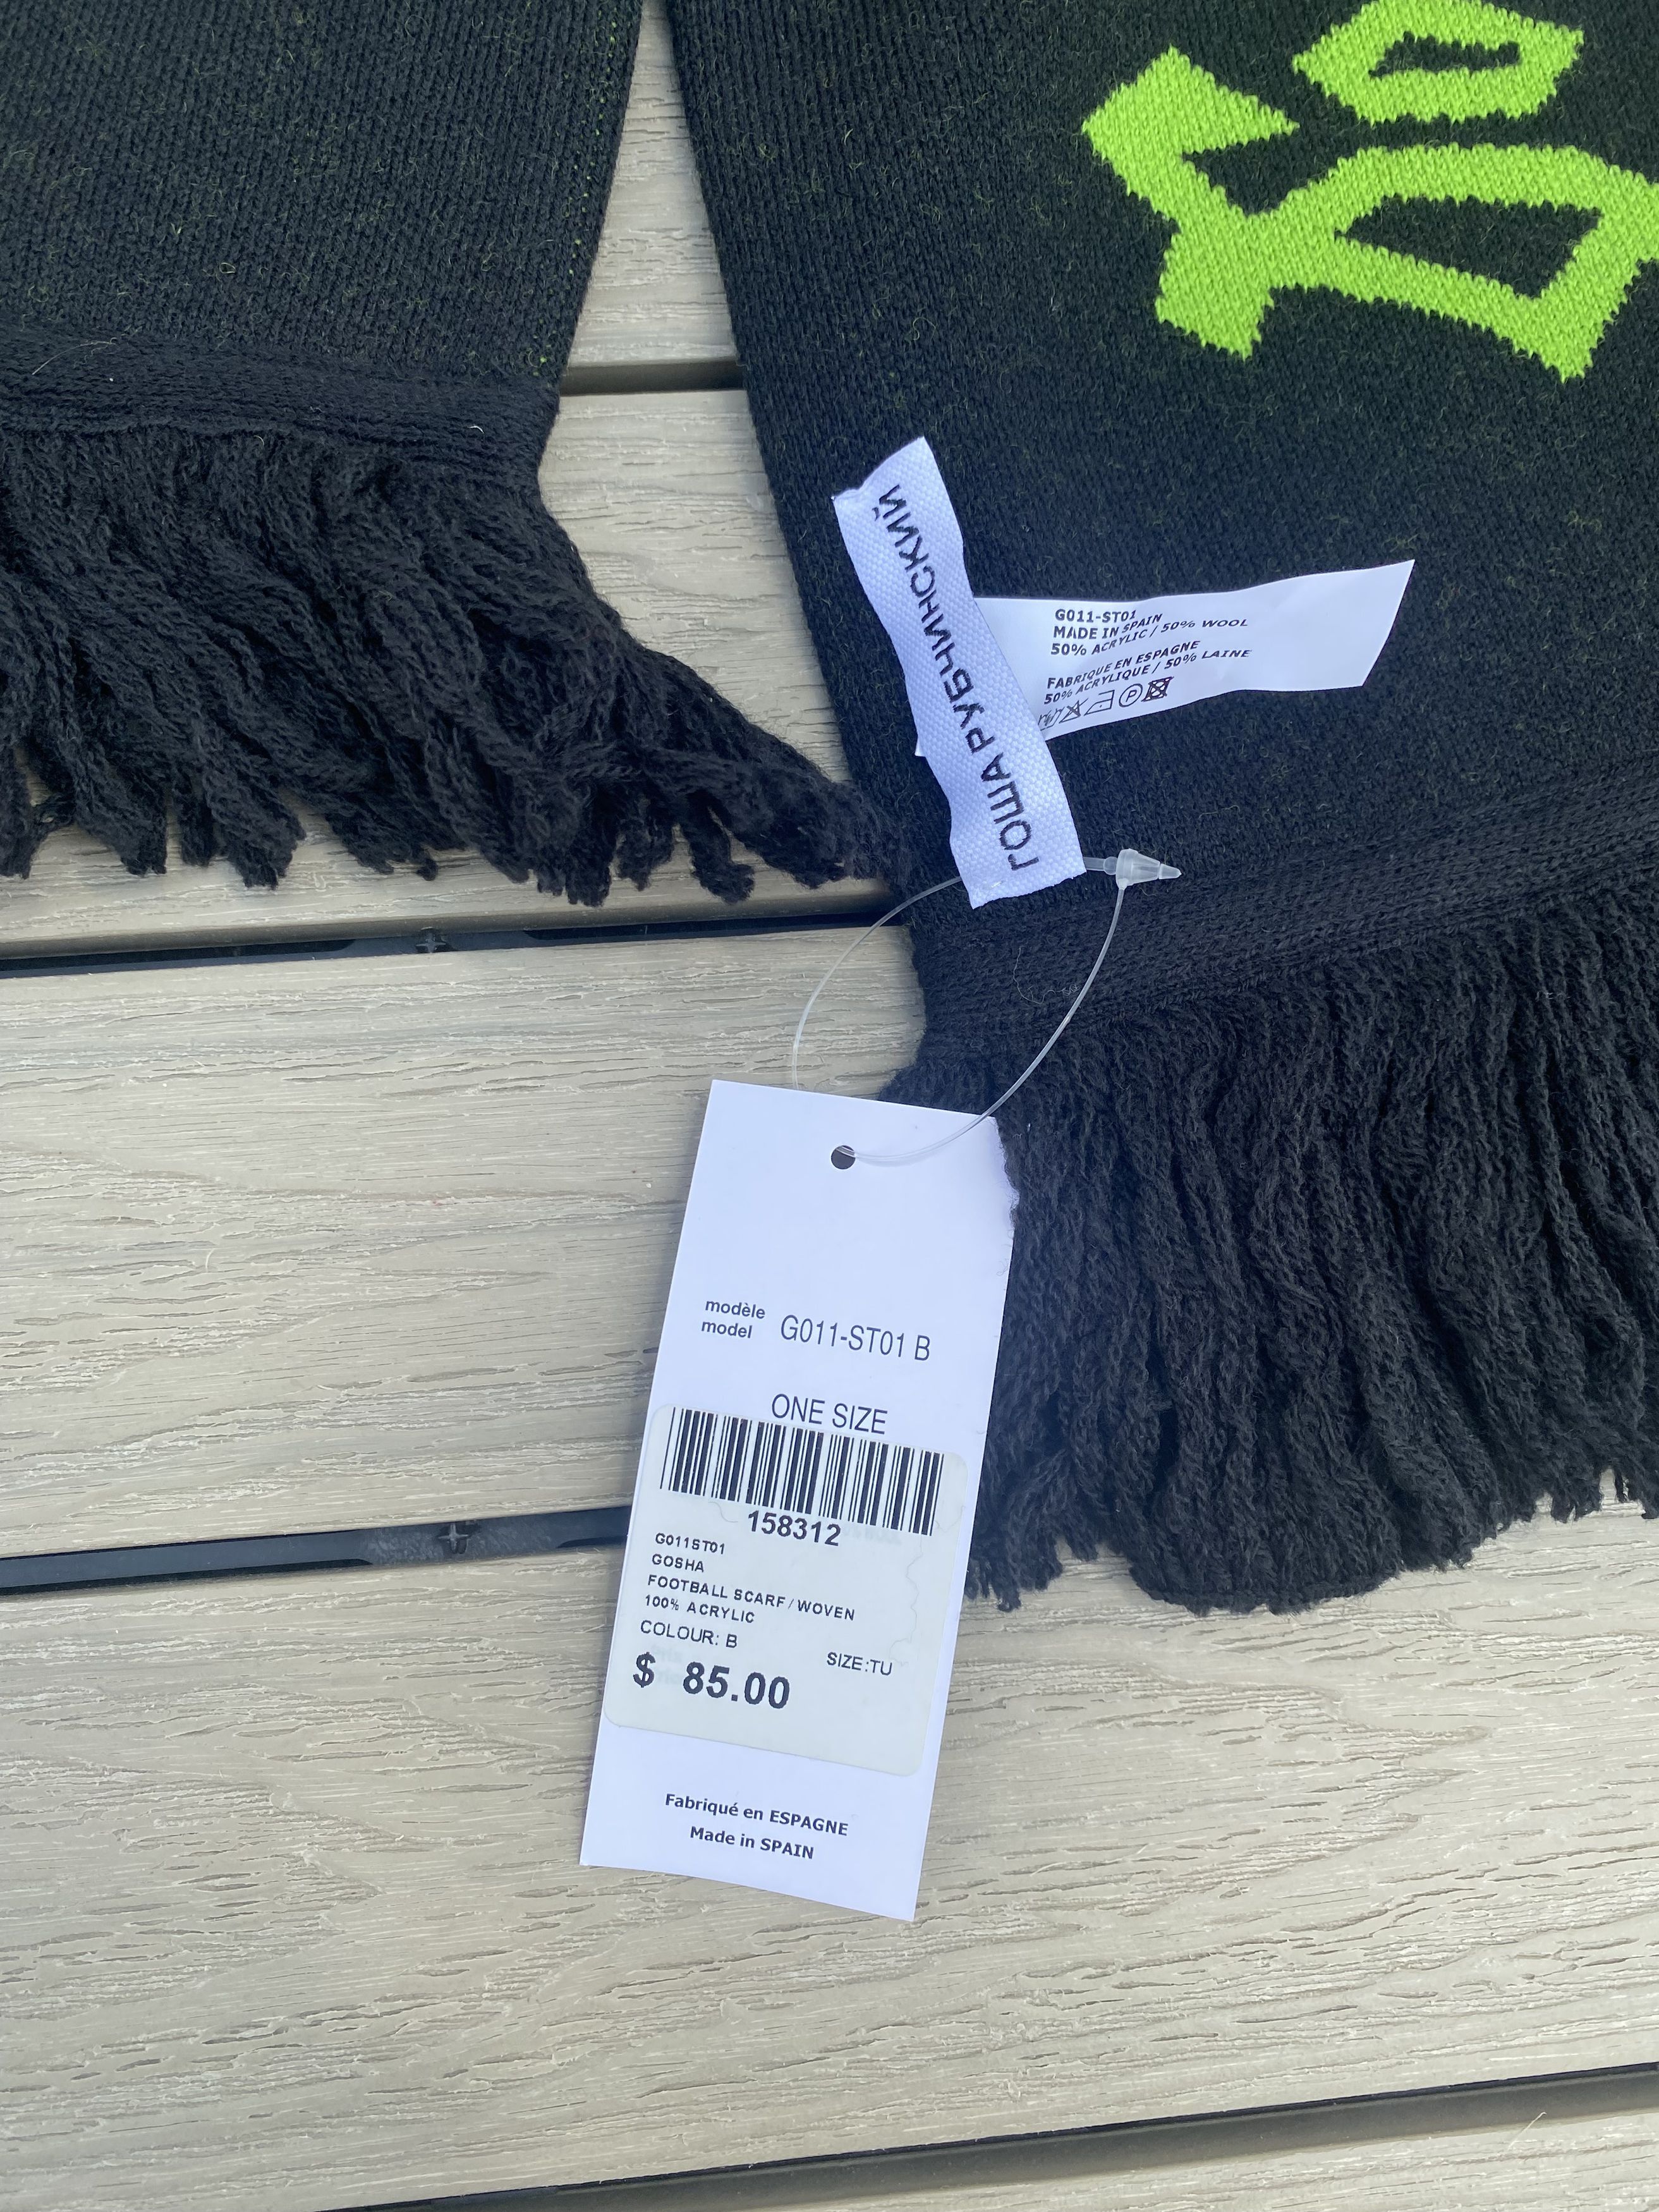 ГОША РУБЧИНСКИЙ
G011-ST01
MADE IN SPAIN
50% ACRYLIC / 50% WOOL
FABRIQUE EN ESPAGNE
50% ACRYLIQUE / 50% LAINE
P
modèle
model G011-ST01 B
ONE SIZE
158312
G011ST01
GOSHA
FOOTBALL SCARF / WOVEN
100% ACRYLIC
COLOUR: B
SIZE:TU
$ 85.00
Fabriqué en ESPAGNE
Made in SPAIN